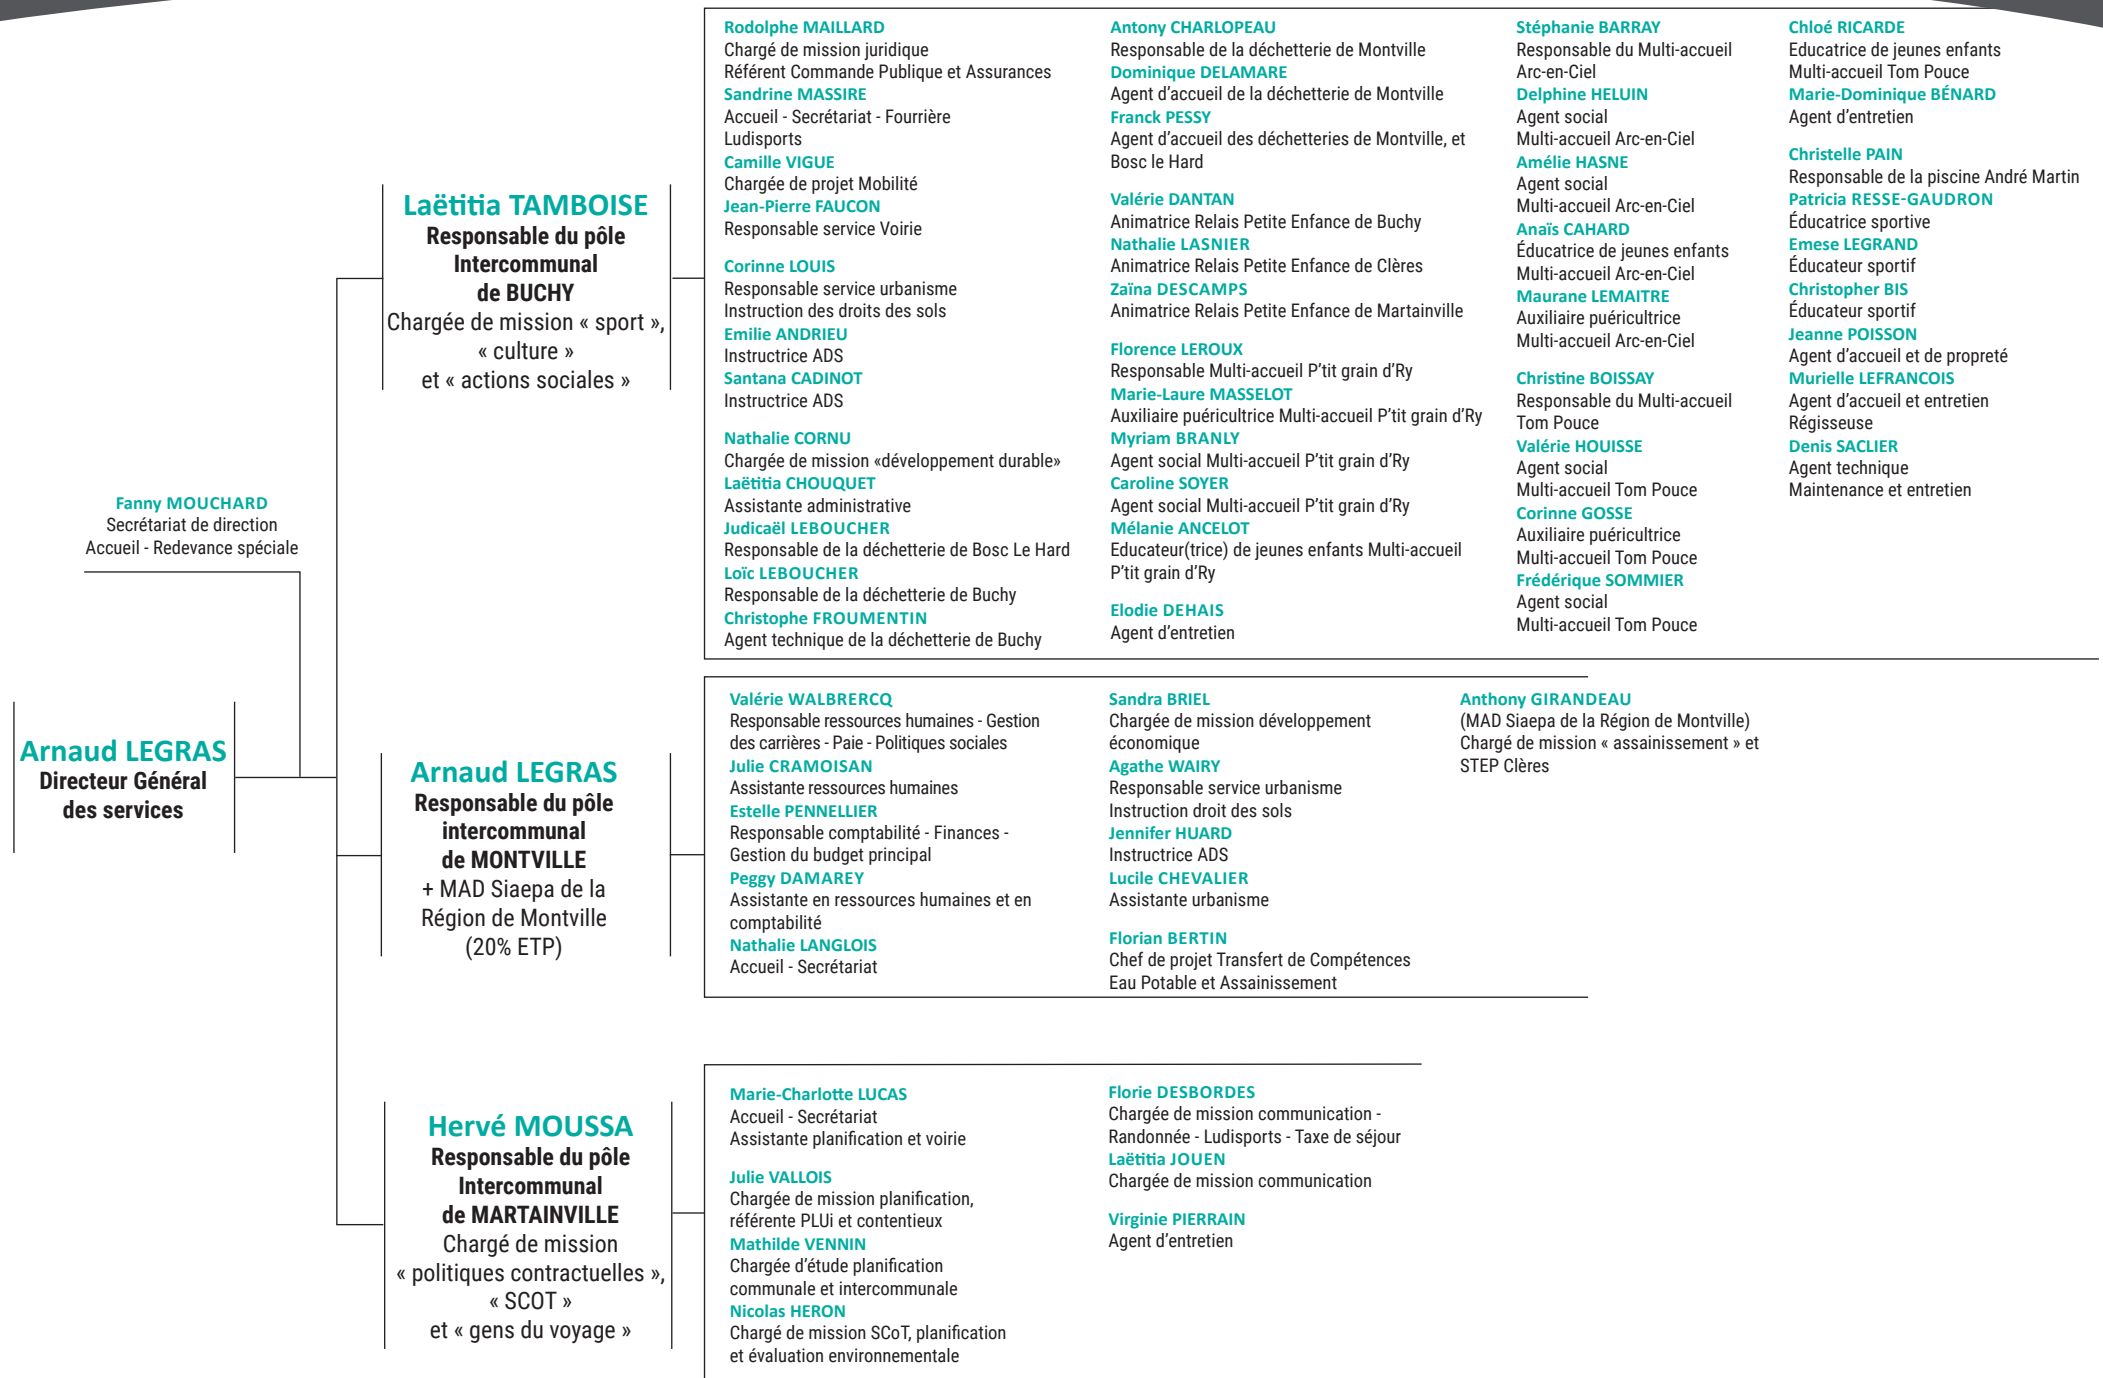 Fanny MOUCHARD
Secrétariat de direction
Accueil - Redevance spéciale
Arnaud LEGRAS
Directeur Général
des services
Laëtitia TAMBOISE
Responsable du pôle
Intercommunal
de BUCHY
Chargée de mission « sport »,
« culture »
et « actions sociales »
Rodolphe MAILLARD
Chargé de mission juridique
Référent Commande Publique et Assurances
Sandrine MASSIRE
Accueil - Secrétariat - Fourrière
Ludisports
Camille VIGUE
Chargée de projet Mobilité
Jean-Pierre FAUCON
Responsable service Voirie
Corinne LOUIS
Responsable service urbanisme
Instruction des droits des sols
Emilie ANDRIEU
Instructrice ADS
Santana CADINOT
Instructrice ADS
Nathalie CORNU
Chargée de mission «développement durable»
Laëtitia CHOUQUET
Assistante administrative
Judicaël LEBOUCHER
Responsable de la déchetterie de Bosc Le Hard
Loïc LEBOUCHER
Responsable de la déchetterie de Buchy
Christophe FROUMENTIN
Agent technique de la déchetterie de Buchy
Antony CHARLOPEAU
Responsable de la déchetterie de Montville
Dominique DELAMARE
Agent d'accueil de la déchetterie de Montville
Franck PESSY
Agent d'accueil des déchetteries de Montville, et
Bosc le Hard
Valérie DANTAN
Animatrice Relais Petite Enfance de Buchy
Nathalie LASNIER
Animatrice Relais Petite Enfance de Clères
Zaïna DESCAMPS
Animatrice Relais Petite Enfance de Martainville
Florence LEROUX
Responsable Multi-accueil P'tit grain d'Ry
Marie-Laure MASSELOT
Auxiliaire puéricultrice Multi-accueil P'tit grain d'Ry
Myriam BRANLY
Agent social Multi-accueil P'tit grain d'Ry
Caroline SOYER
Agent social Multi-accueil P'tit grain d'Ry
Mélanie ANCELOT
Educateur(trice) de jeunes enfants Multi-accueil
P'tit grain d'Ry
Elodie DEHAIS
Agent d'entretien
Stéphanie BARRAY
Responsable du Multi-accueil
Arc-en-Ciel
Delphine HELUIN
Agent social
Multi-accueil Arc-en-Ciel
Amélie HASNE
Agent social
Multi-accueil Arc-en-Ciel
Anaïs CAHARD
Éducatrice de jeunes enfants
Multi-accueil Arc-en-Ciel
Maurane LEMAITRE
Auxiliaire puéricultrice
Multi-accueil Arc-en-Ciel
Christine BOISSAY
Responsable du Multi-accueil
Tom Pouce
Valérie HOUISSE
Agent social
Multi-accueil Tom Pouce
Corinne GOSSE
Auxiliaire puéricultrice
Multi-accueil Tom Pouce
Frédérique SOMMIER
Agent social
Multi-accueil Tom Pouce
Chloé RICARDE
Educatrice de jeunes enfants
Multi-accueil Tom Pouce
Marie-Dominique BÉNARD
Agent d'entretien
Christelle PAIN
Responsable de la piscine André Martin
Patricia RESSE-GAUDRON
Éducatrice sportive
Emese LEGRAND
Éducateur sportif
Christopher BIS
Éducateur sportif
Jeanne POISSON
Agent d'accueil et de propreté
Murielle LEFRANCOIS
Agent d'accueil et entretien
Régisseuse
Denis SACLIER
Agent technique
Maintenance et entretien
Arnaud LEGRAS
Responsable du pôle
intercommunal
de MONTVILLE
+ MAD Siaepa de la
Région de Montville
(20% ETP)
Valérie WALBRERCQ
Responsable ressources humaines - Gestion
des carrières - Paie - Politiques sociales
Julie CRAMOISAN
Assistante ressources humaines
Estelle PENNELLIER
Responsable comptabilité - Finances -
Gestion du budget principal
Peggy DAMAREY
Assistante en ressources humaines et en
comptabilité
Nathalie LANGLOIS
Accueil - Secrétariat
Sandra BRIEL
Chargée de mission développement
économique
Agathe WAIRY
Responsable service urbanisme
Instruction droit des sols
Jennifer HUARD
Instructrice ADS
Lucile CHEVALIER
Assistante urbanisme
Florian BERTIN
Chef de projet Transfert de Compétences
Eau Potable et Assainissement
Anthony GIRANDEAU
(MAD Siaepa de la Région de Montville)
Chargé de mission « assainissement » et
STEP Clères
Hervé MOUSSA
Responsable du pôle
Intercommunal
de MARTAINVILLE
Chargé de mission
« politiques contractuelles »,
« SCOT »
et « gens du voyage »
Marie-Charlotte LUCAS
Accueil - Secrétariat
Assistante planification et voirie
Julie VALLOIS
Chargée de mission planification,
référente PLUi et contentieux
Mathilde VENNIN
Chargée d'étude planification
communale et intercommunale
Nicolas HERON
Chargé de mission SCoT, planification
et évaluation environnementale
Florie DESBORDES
Chargée de mission communication -
Randonnée - Ludisports - Taxe de séjour
Laëtitia JOUEN
Chargée de mission communication
Virginie PIERRAIN
Agent d'entretien